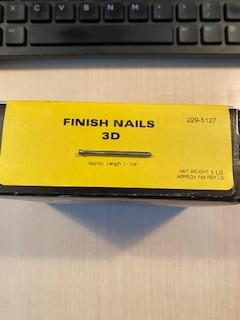 FINISH NAILS
3D
229-5127
Approx. Length 1-1/4"
NET WEIGHT 1 LB
APPROX 745 PER LB